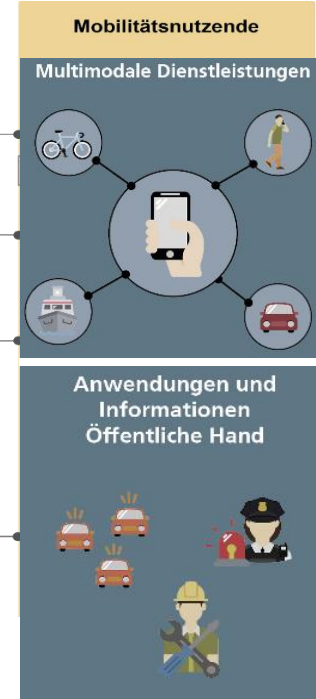 Mobilitätsnutzende
Multimodale Dienstleistungen
Anwendungen und
Informationen
Öffentliche Hand